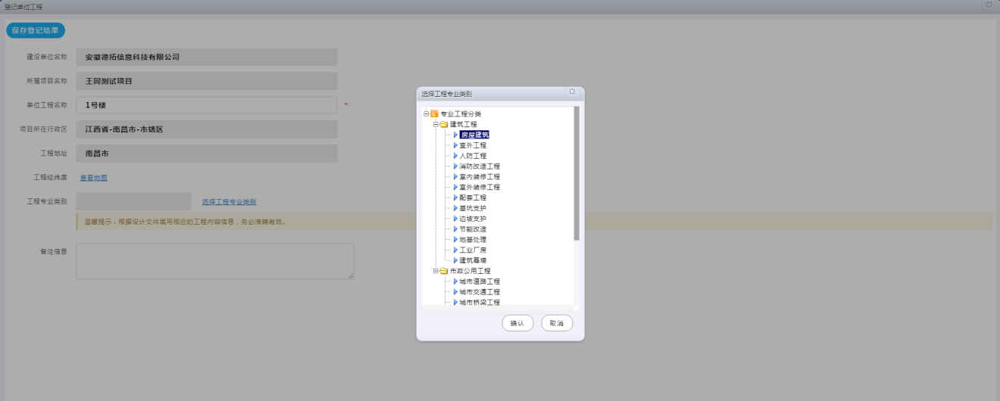 登记单位工程
保存登记结果
建设单位名称 安徽德拓信息科技有限公司
所属项目名称 王同测试项目
单位工程名称 1号楼 *
项目所在行政区 江西省-南昌市-市辖区
工程地址 南昌市
工程经纬度 查看地图
工程专业类别 选择工程专业类别
温馨提示：根据设计文件填写相应的工程内容信息，务必准确有效。
备注信息
选择工程专业类别
专业工程分类
建筑工程
房屋建筑
室外工程
人防工程
消防改造工程
室内装修工程
室外装修工程
配套工程
基坑支护
边坡支护
节能改造
地基处理
工业厂房
建筑幕墙
市政公用工程
城市道路工程
城市交通工程
城市桥梁工程
确认 取消